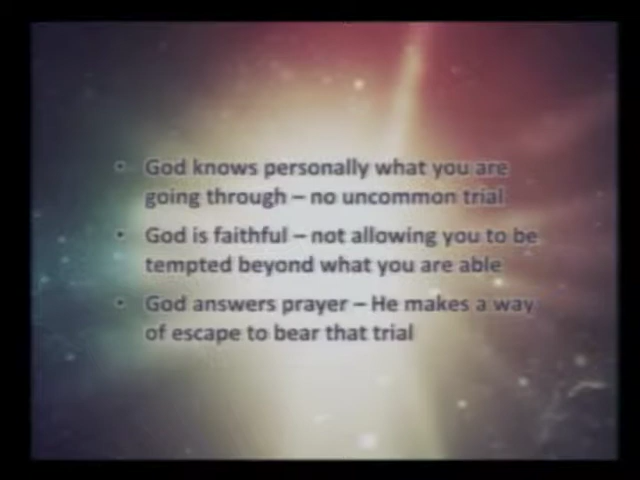 • God knows personally what you are
going through – no uncommon trial
• God is faithful – not allowing you to be
tempted beyond what you are able
• God answers prayer – He makes a way
of escape to bear that trial